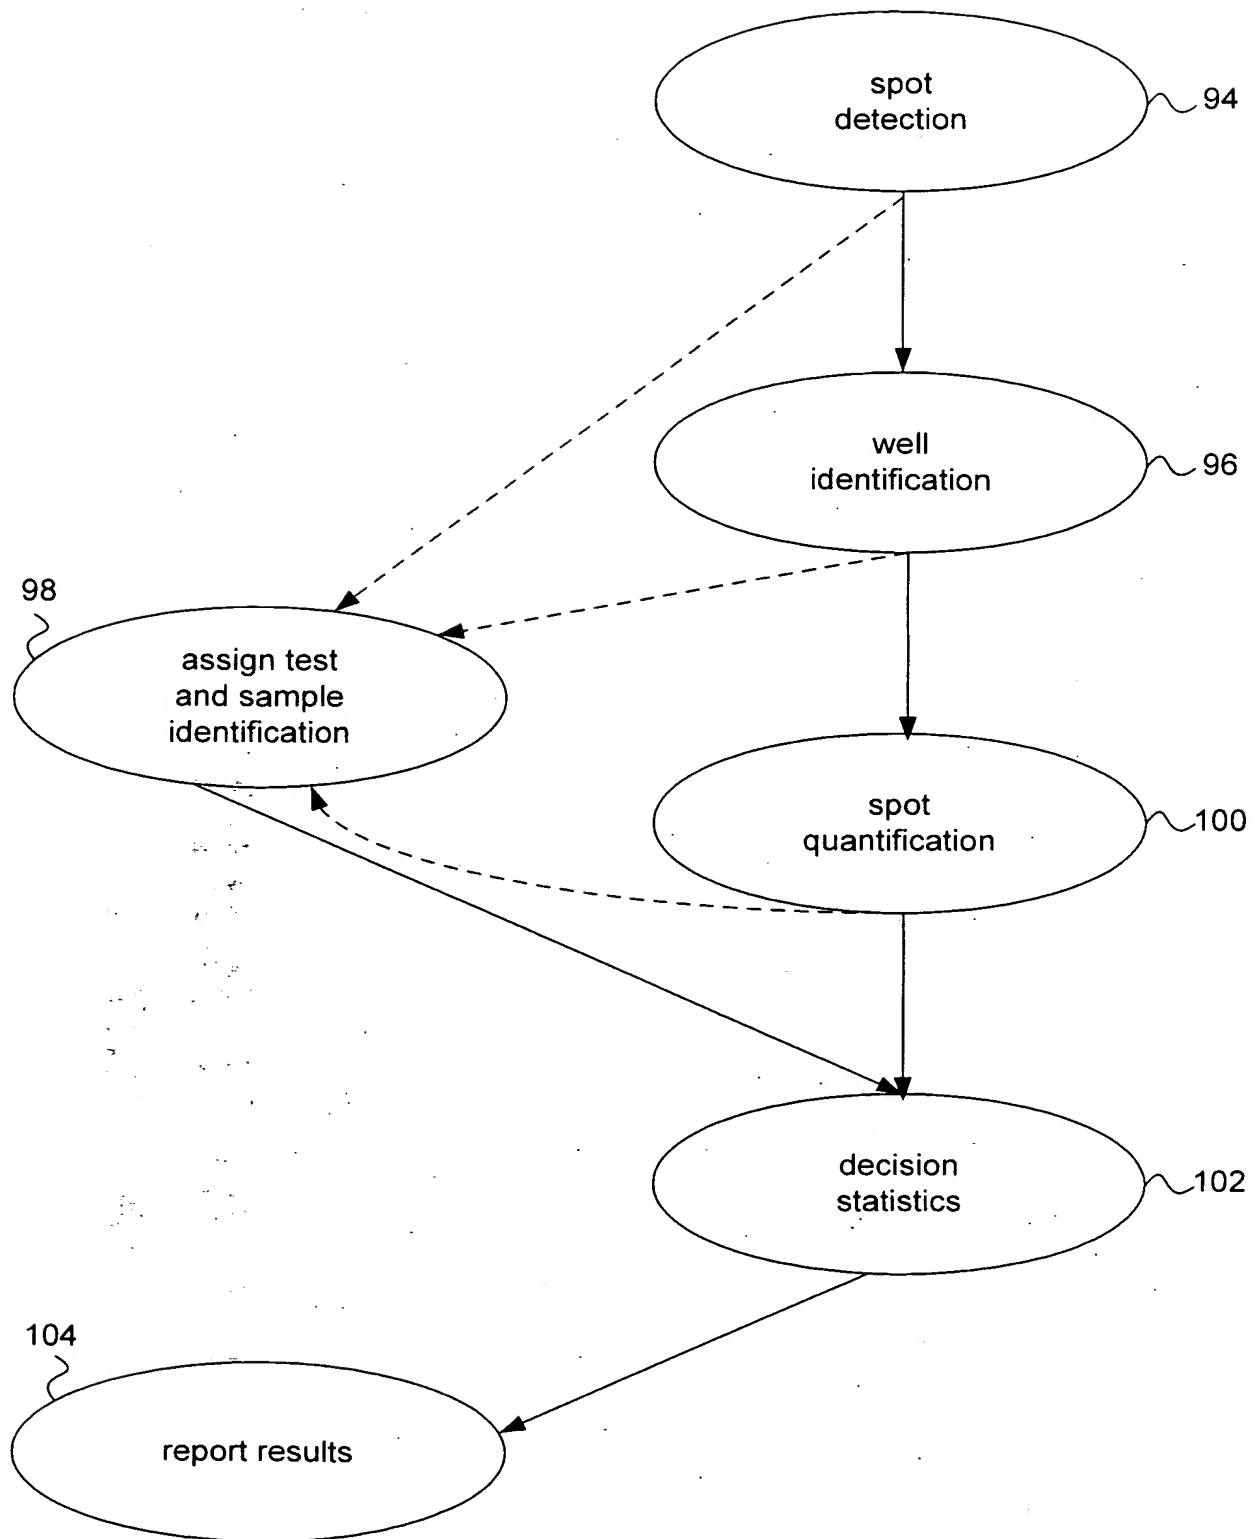 spot
detection
94
well
identification
96
98
assign test
and sample
identification
spot
quantification
100
decision
statistics
102
104
report results